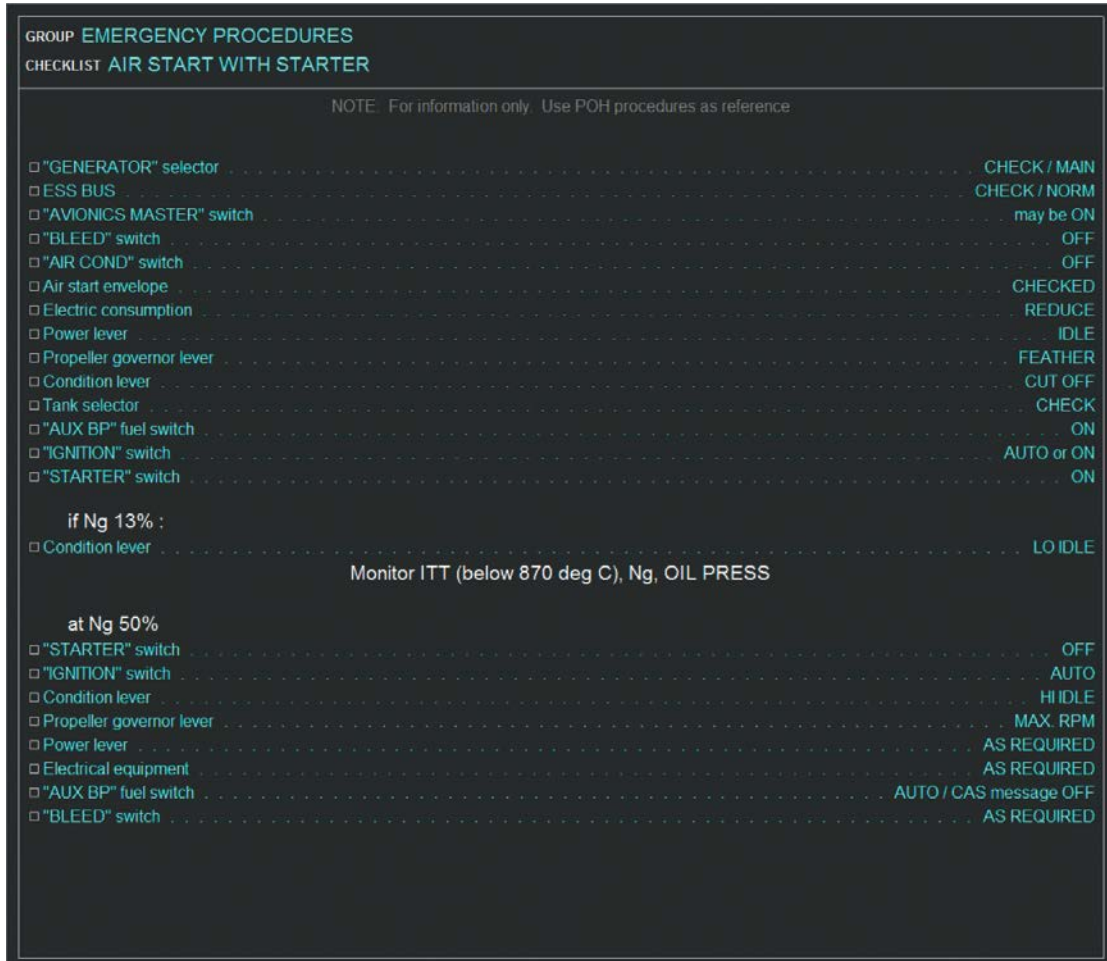 GROUP EMERGENCY PROCEDURES
CHECKLIST AIR START WITH STARTER
NOTE: For information only. Use POH procedures as reference
□ "GENERATOR" selector . . . . . CHECK / MAIN
□ ESS BUS . . . . . CHECK / NORM
□ "AVIONICS MASTER" switch . . . . . may be ON
□ "BLEED" switch . . . . . OFF
□ "AIR COND" switch . . . . . OFF
□ Air start envelope . . . . . CHECKED
□ Electric consumption . . . . . REDUCE
□ Power lever . . . . . IDLE
□ Propeller governor lever . . . . . FEATHER
□ Condition lever . . . . . CUT OFF
□ Tank selector . . . . . CHECK
□ "AUX BP" fuel switch . . . . . ON
□ "IGNITION" switch . . . . . AUTO or ON
□ "STARTER" switch . . . . . ON
if Ng 13% :
□ Condition lever . . . . . LO IDLE
Monitor ITT (below 870 deg C), Ng, OIL PRESS
at Ng 50%
□ "STARTER" switch . . . . . OFF
□ "IGNITION" switch . . . . . AUTO
□ Condition lever . . . . . HI IDLE
□ Propeller governor lever . . . . . MAX. RPM
□ Power lever . . . . . AS REQUIRED
□ Electrical equipment . . . . . AS REQUIRED
□ "AUX BP" fuel switch . . . . . AUTO / CAS message OFF
□ "BLEED" switch . . . . . AS REQUIRED